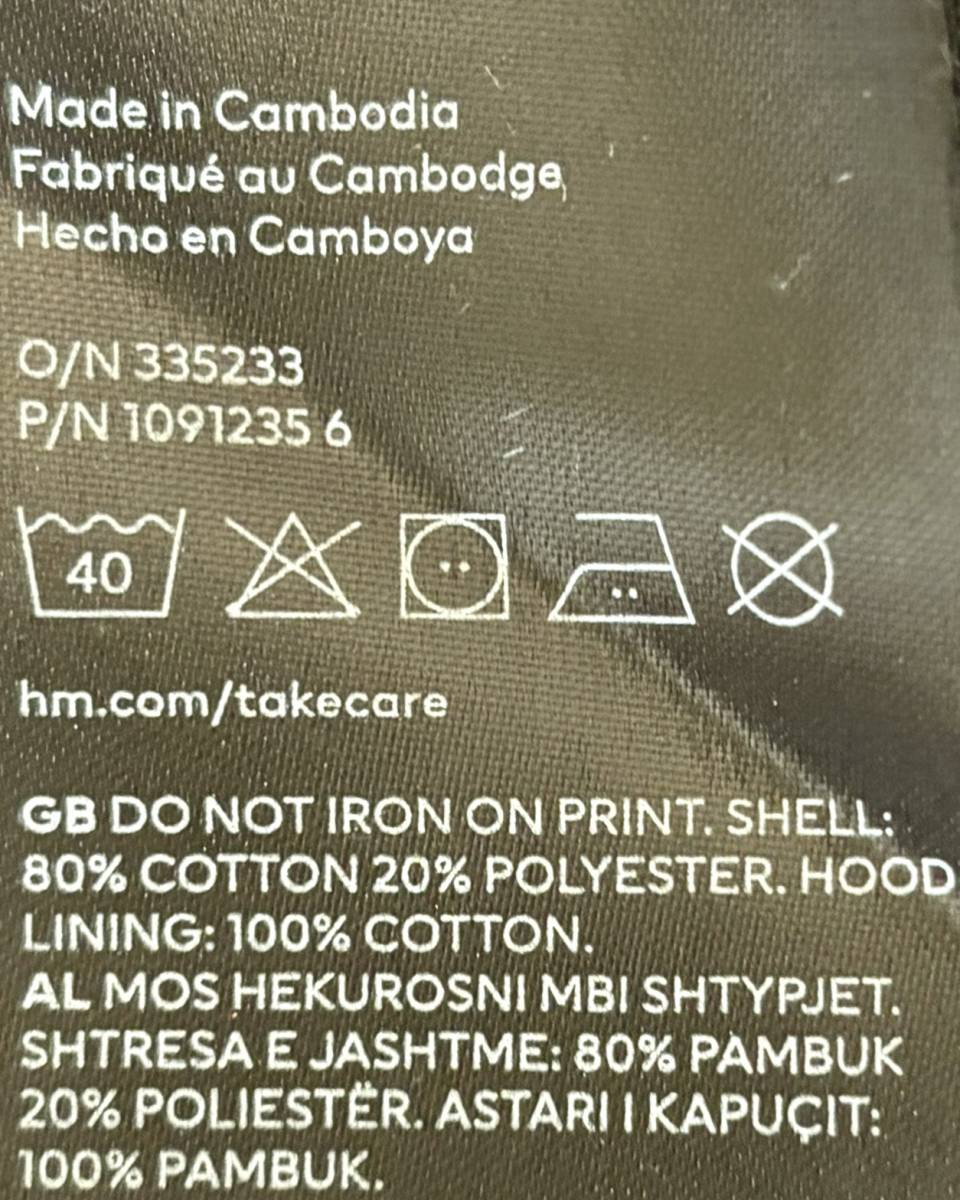 Made in Cambodia
Fabriqué au Cambodge
Hecho en Camboya
O/N 335233
P/N 1091235 6
40
hm.com/takecare
GB DO NOT IRON ON PRINT. SHELL:
80% COTTON 20% POLYESTER. HOOD
LINING: 100% COTTON.
AL MOS HEKUROSNI MBI SHTYPJET.
SHTRESA E JASHTME: 80% PAMBUK
20% POLIESTËR. ASTARI I KAPUÇIT:
100% PAMBUK.